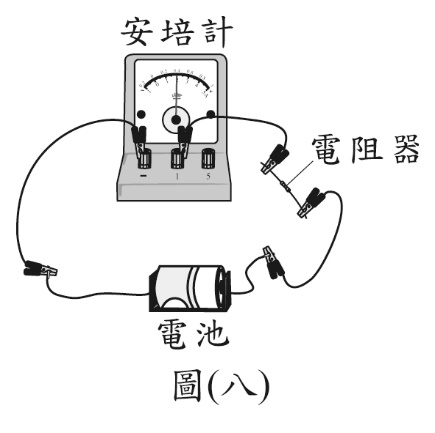 安培計
電阻器
− 1 5
電池
圖(八)